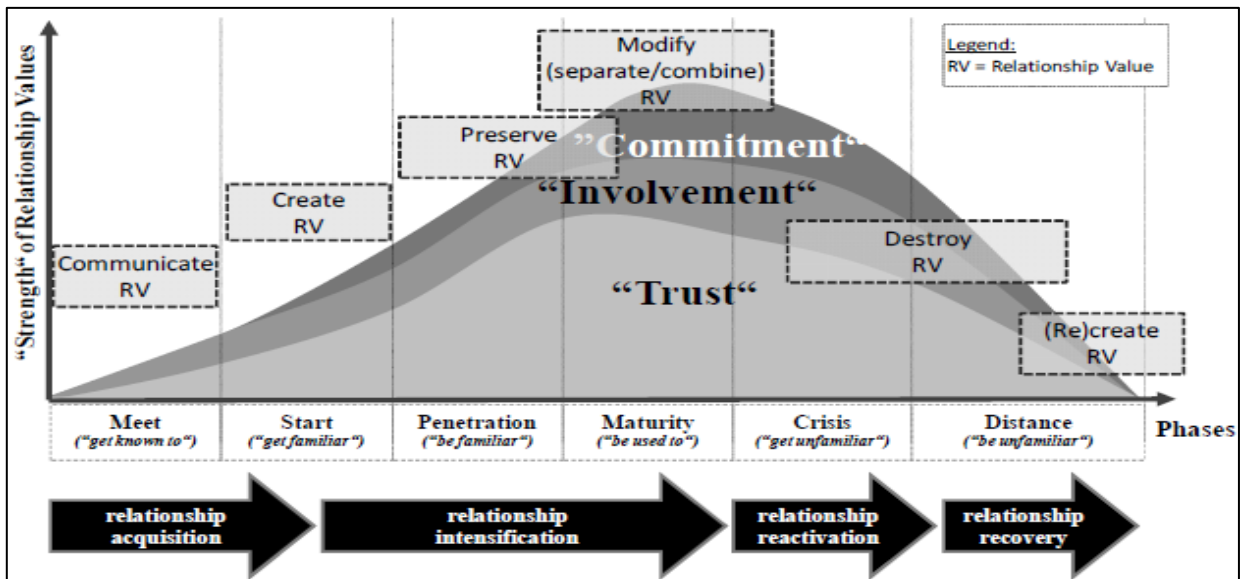 “Strength“ of Relationship Values
Modify
(separate/combine)
RV
Legend:
RV = Relationship Value
Preserve
RV
”Commitment“
“Involvement“
Create
RV
Communicate
RV
Destroy
RV
“Trust“
(Re)create
RV
Meet
(“get known to“)
Start
(“get familiar“)
Penetration
(“be familiar“)
Maturity
(“be used to“)
Crisis
(“get unfamiliar“)
Distance
(“be unfamiliar“)
Phases
relationship
acquisition
relationship
intensification
relationship
reactivation
relationship
recovery